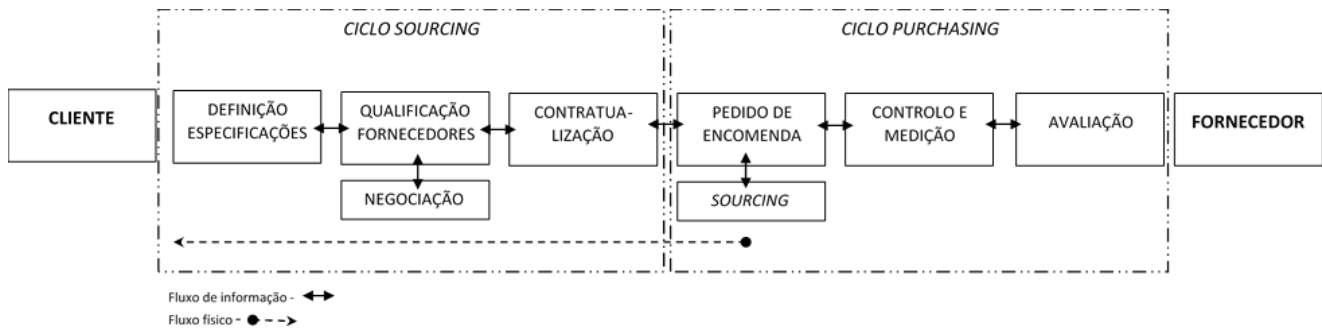 CICLO SOURCING
CICLO PURCHASING
CLIENTE
DEFINIÇÃO
ESPECIFICAÇÕES
QUALIFICAÇÃO
FORNECEDORES
CONTRATUA-
LIZAÇÃO
PEDIDO DE
ENCOMENDA
CONTROLO E
MEDIÇÃO
AVALIAÇÃO
FORNECEDOR
NEGOCIAÇÃO
SOURCING
Fluxo de informação -
Fluxo físico -